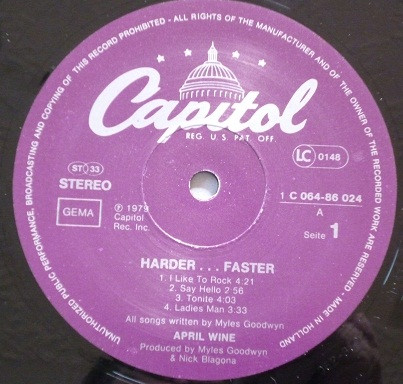 UNAUTHORIZED PUBLIC PERFORMANCE, BROADCASTING AND COPYING OF THIS RECORD PROHIBITED - ALL RIGHTS OF THE MANUFACTURER AND OF THE OWNER OF THE RECORDED WORK ARE RESERVED · MADE IN HOLLAND
Capitol
REG. U.S. PAT. OFF.
ST 33
STEREO
GEMA
℗ 1979
Capitol
Rec. Inc.
LC 0148
1 C 064-86 024
A
Seite 1
HARDER . . . FASTER
1. I Like To Rock 4:21
2. Say Hello 2 56
3. Tonite 4:03
4. Ladies Man 3.33
All songs written by Myles Goodwyn
APRIL WINE
Produced by Myles Goodwyn
& Nick Blagona